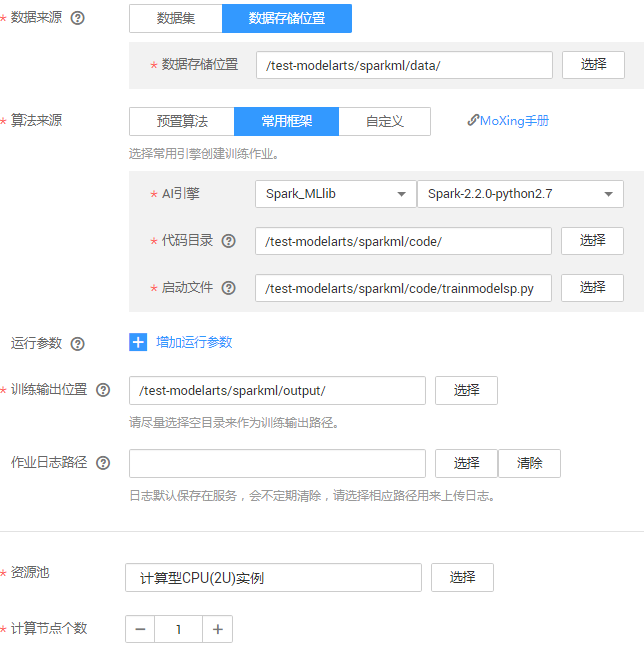 * 数据来源 ? 数据集 数据存储位置
* 数据存储位置 /test-modelarts/sparkml/data/ 选择
* 算法来源 预置算法 常用框架 自定义 MoXing手册
选择常用引擎创建训练作业。
* AI引擎 Spark_MLlib Spark-2.2.0-python2.7
* 代码目录 ? /test-modelarts/sparkml/code/ 选择
* 启动文件 ? /test-modelarts/sparkml/code/trainmodelsp.py 选择
运行参数 ? + 增加运行参数
* 训练输出位置 ? /test-modelarts/sparkml/output/ 选择
请尽量选择空目录来作为训练输出路径。
作业日志路径 ? 选择 清除
日志默认保存在服务，会不定期清除，请选择相应路径用来上传日志。
* 资源池 计算型CPU(2U)实例 选择
* 计算节点个数 − 1 +